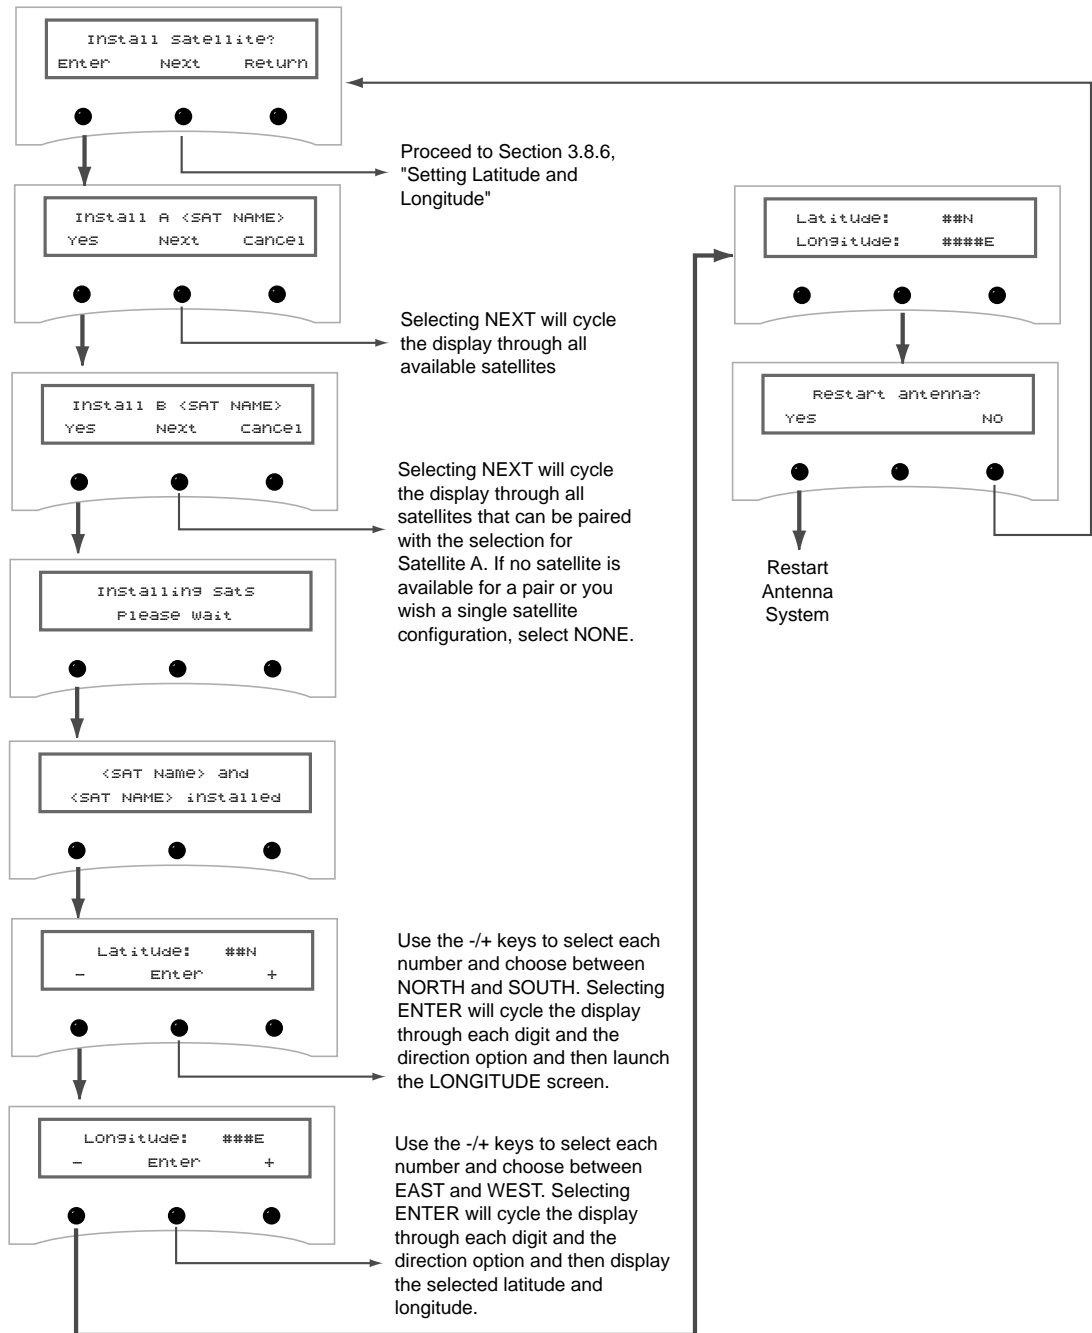 Install Satellite?
Enter Next Return
Proceed to Section 3.8.6,
"Setting Latitude and
Longitude"
Install A <SAT NAME>
Yes Next Cancel
Selecting NEXT will cycle
the display through all
available satellites
Install B <SAT NAME>
Yes Next Cancel
Selecting NEXT will cycle
the display through all
satellites that can be paired
with the selection for
Satellite A. If no satellite is
available for a pair or you
wish a single satellite
configuration, select NONE.
Installing Sats
Please Wait
<SAT Name> and
<SAT NAME> installed
Latitude: ##N
- Enter +
Use the -/+ keys to select each
number and choose between
NORTH and SOUTH. Selecting
ENTER will cycle the display
through each digit and the
direction option and then launch
the LONGITUDE screen.
Longitude: ###E
- Enter +
Use the -/+ keys to select each
number and choose between
EAST and WEST. Selecting
ENTER will cycle the display
through each digit and the
direction option and then display
the selected latitude and
longitude.
Latitude: ##N
Longitude: ####E
Restart antenna?
Yes No
Restart
Antenna
System